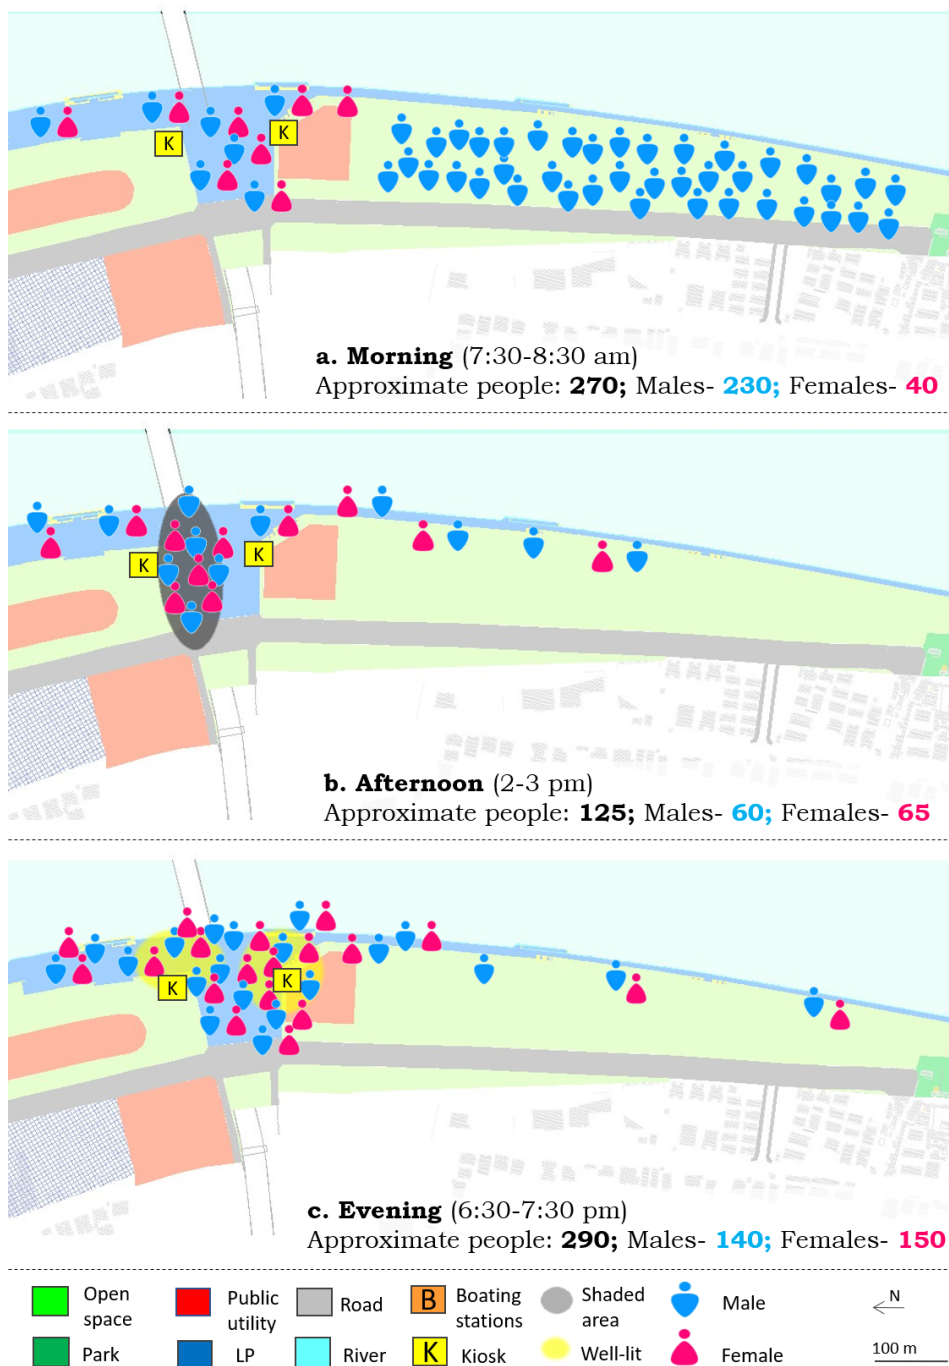 K
K
a. Morning (7:30-8:30 am)
Approximate people: 270; Males- 230; Females- 40
K
K
b. Afternoon (2-3 pm)
Approximate people: 125; Males- 60; Females- 65
K
K
c. Evening (6:30-7:30 pm)
Approximate people: 290; Males- 140; Females- 150
Open space
Public utility
Road
B Boating stations
Shaded area
Male
N
Park
LP
River
K Kiosk
Well-lit
Female
100 m